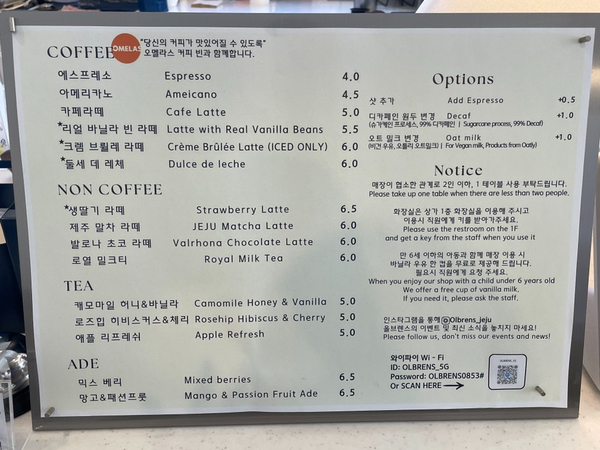 COFFEE
OMELAS
"당신의 커피가 맛있어질 수 있도록"
오멜라스 커피 빈과 함께합니다.
에스프레소 Espresso 4.0
아메리카노 Ameicano 4.5
카페라떼 Cafe Latte 5.0
*리얼 바닐라 빈 라떼 Latte with Real Vanilla Beans 5.5
*크렘 브륄레 라떼 Crème Brûlée Latte (ICED ONLY) 6.0
*둘세 데 레체 Dulce de leche 6.0
NON COFFEE
*생딸기 라떼 Strawberry Latte 6.5
제주 말차 라떼 JEJU Matcha Latte 6.0
발로나 초코 라떼 Valrhona Chocolate Latte 6.0
로열 밀크티 Royal Milk Tea 6.0
TEA
캐모마일 허니&바닐라 Camomile Honey & Vanilla 5.0
로즈힙 히비스커스&체리 Rosehip Hibiscus & Cherry 5.0
애플 리프레쉬 Apple Refresh 5.0
ADE
믹스 베리 Mixed berries 6.5
망고&패션프룻 Mango & Passion Fruit Ade 6.5
Options
샷 추가 Add Espresso +0.5
디카페인 원두 변경 Decaf +1.0
(슈가케인 프로세스, 99% 디카페인 | Sugarcane process, 99% Decaf)
오트 밀크 변경 Oat milk +1.0
(비건 우유, 오틀리 오트밀크) | For Vegan milk, Products from Oatly)
Notice
매장이 협소한 관계로 2인 이하, 1 테이블 사용 부탁드립니다.
Please take up one table when there are less than two people.
화장실은 상가 1층 화장실을 이용해 주시고
이용시 직원에게 키를 받아가주세요.
Please use the restroom on the 1F
and get a key from the staff when you use it
만 6세 이하의 아동과 함께 매장 이용 시
바닐라 우유 한 컵을 무료로 제공해 드립니다.
필요시 직원에게 요청 주세요.
When you enjoy our shop with a child under 6 years old
We offer a free cup of vanilla milk.
If you need it, please ask the staff.
인스타그램을 통해@Olbrens_jeju
올브렌스의 이벤트 및 최신 소식을 놓치지 마세요!
Please follow us, don't miss our events and news!
와이파이 Wi - Fi
ID: OLBRENS_5G
Password: OLBRENS0853#
Or SCAN HERE